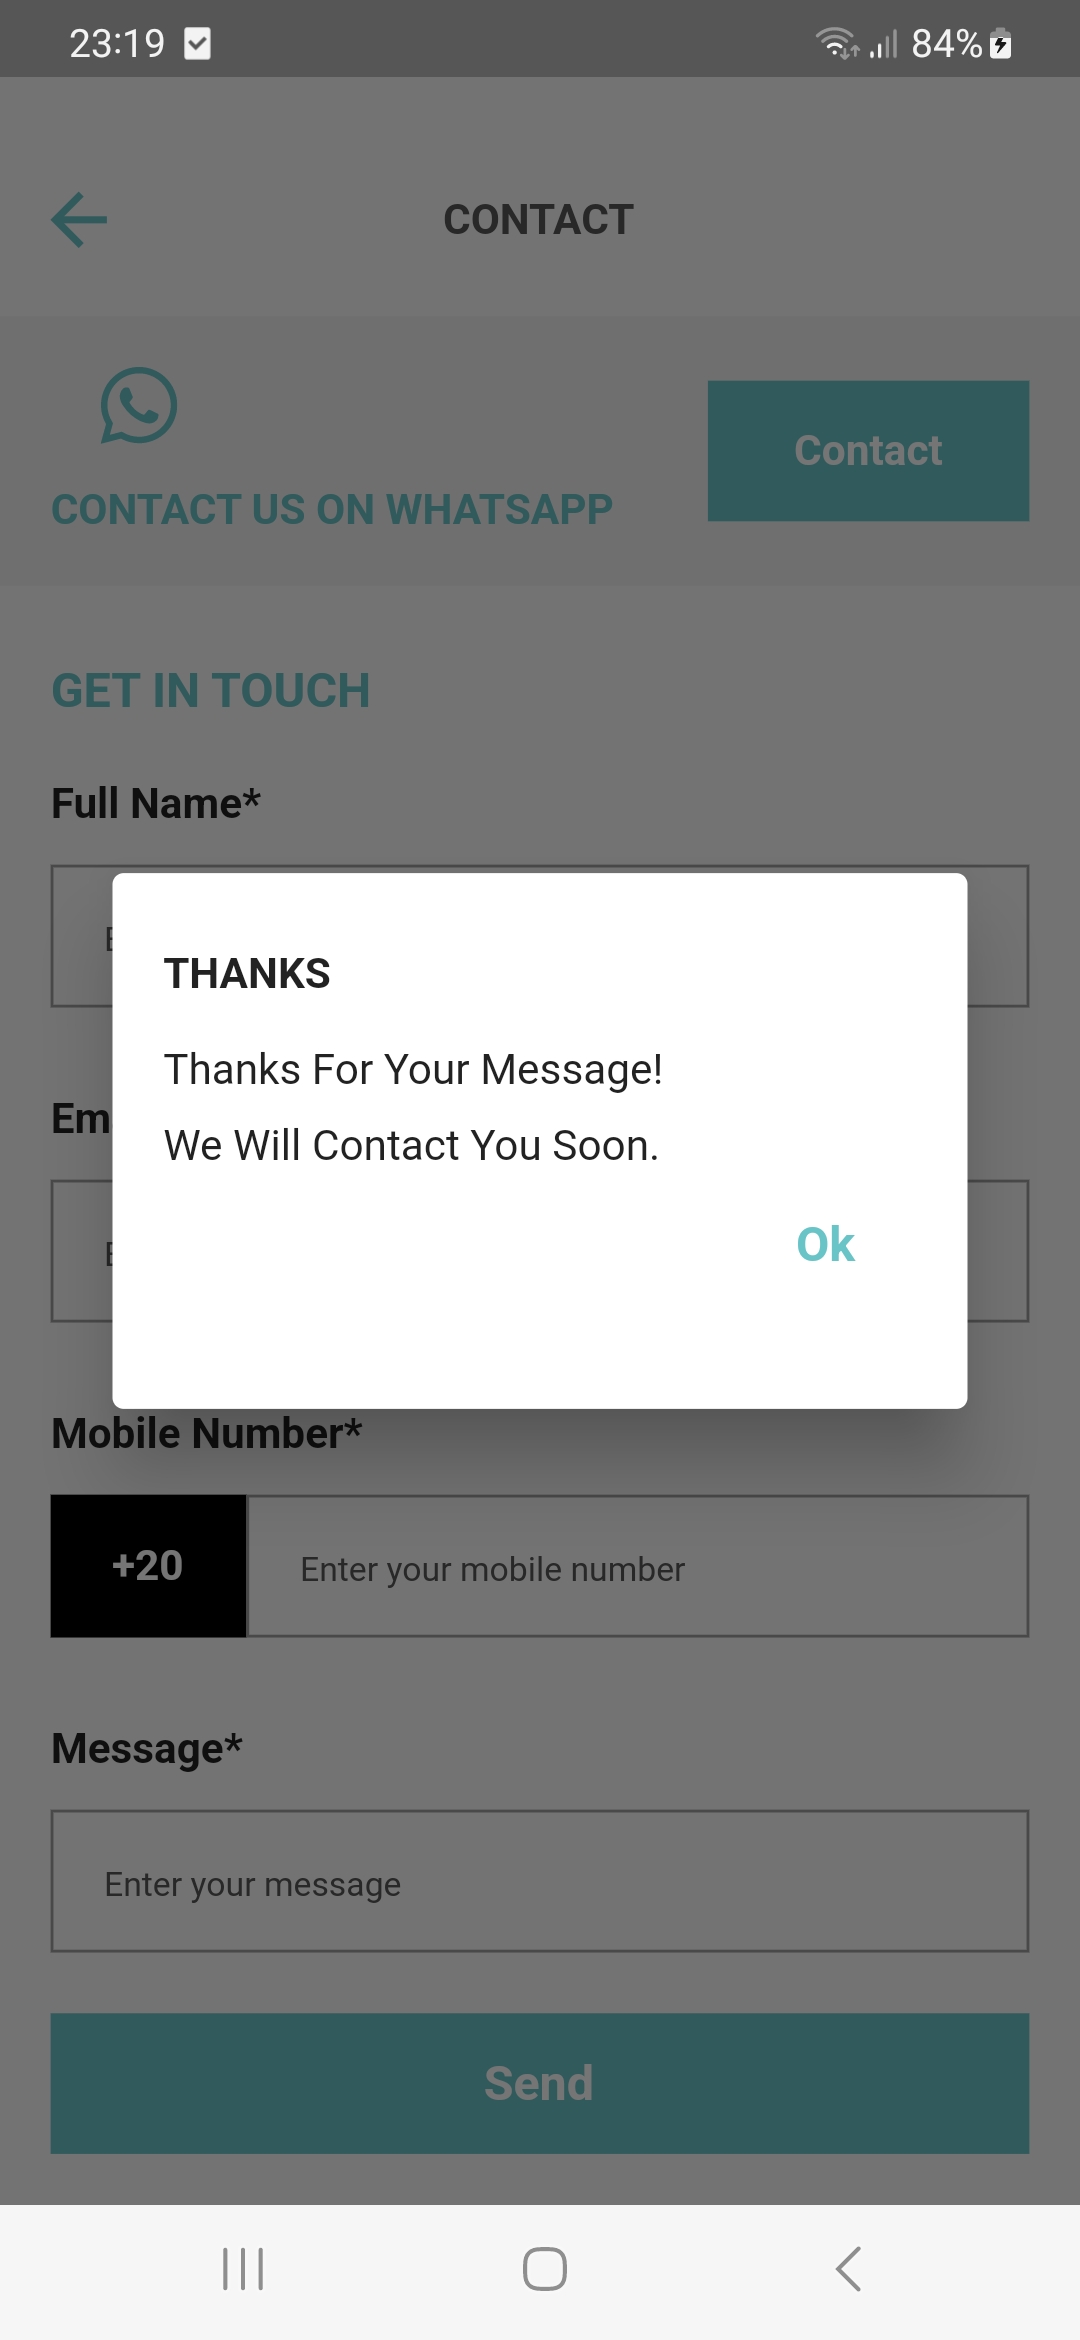 23:19
84%
CONTACT
Contact
CONTACT US ON WHATSAPP
GET IN TOUCH
Full Name*
THANKS
Thanks For Your Message!
We Will Contact You Soon.
Ok
Mobile Number*
+20
Enter your mobile number
Message*
Enter your message
Send